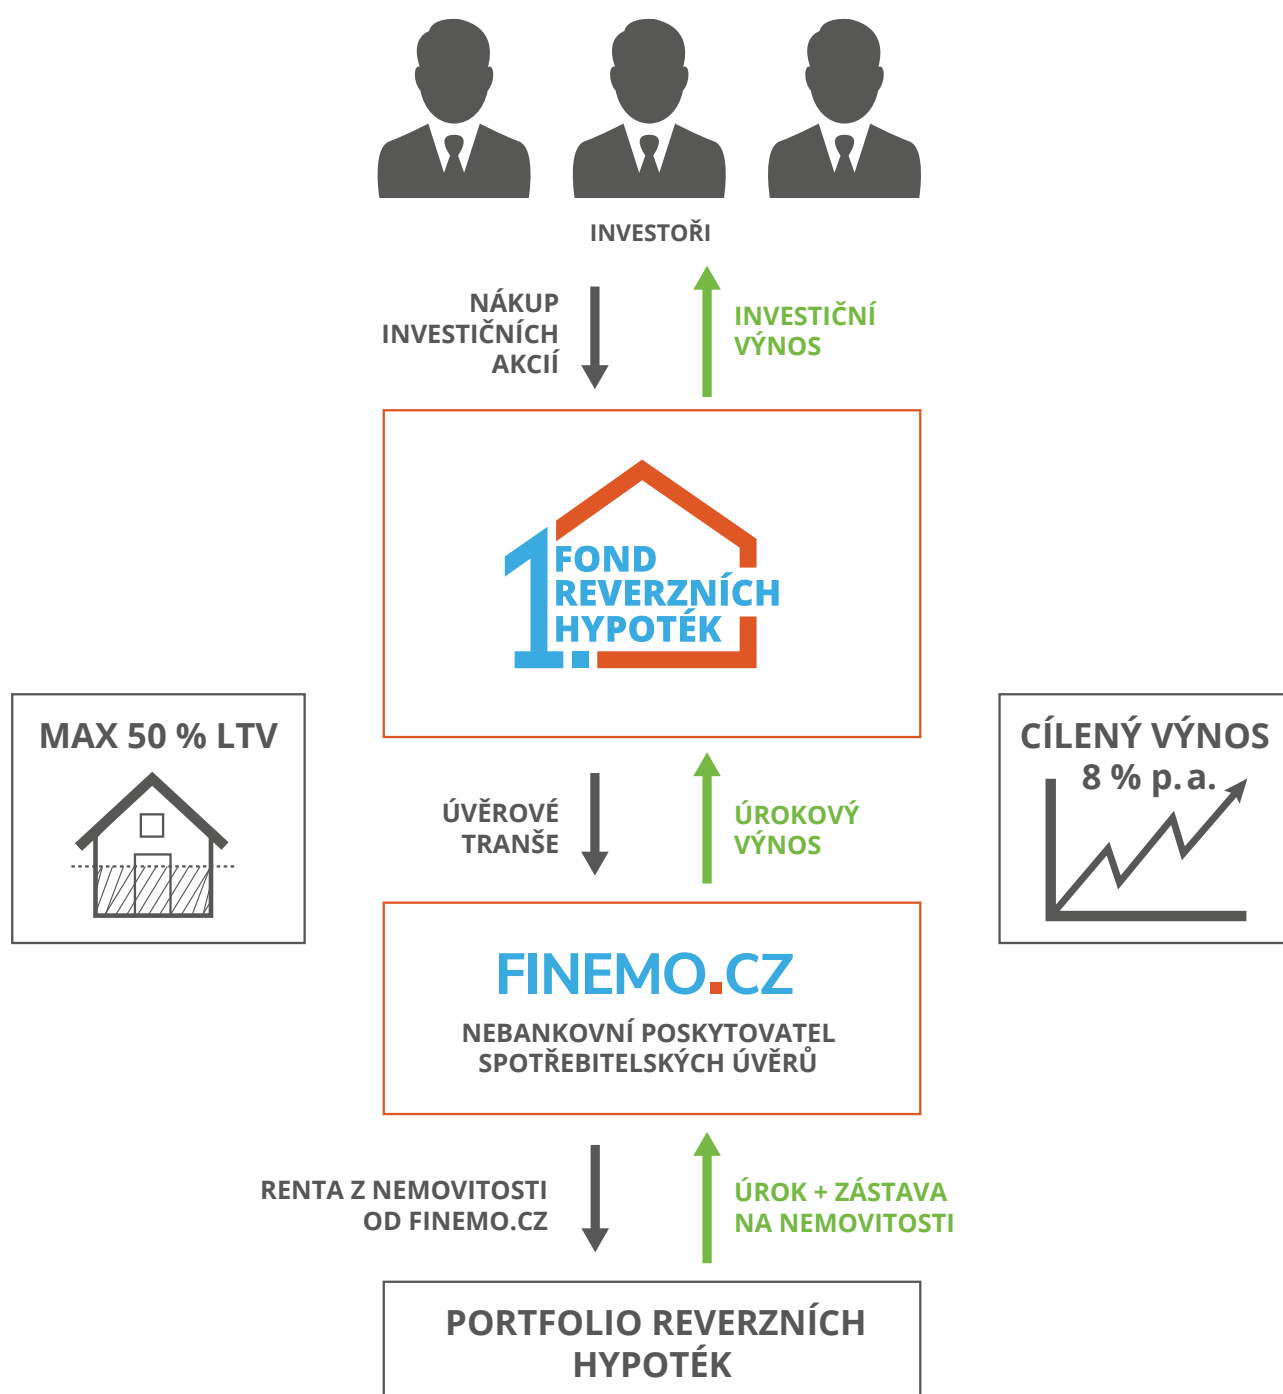 INVESTOŘI
NÁKUP
INVESTIČNÍCH
AKCIÍ
INVESTIČNÍ
VÝNOS
1. FOND
REVERZNÍCH
HYPOTÉK
MAX 50 % LTV
CÍLENÝ VÝNOS
8 % p. a.
ÚVĚROVÉ
TRANŠE
ÚROKOVÝ
VÝNOS
FINEMO.CZ
NEBANKOVNÍ POSKYTOVATEL
SPOTŘEBITELSKÝCH ÚVĚRŮ
RENTA Z NEMOVITOSTI
OD FINEMO.CZ
ÚROK + ZÁSTAVA
NA NEMOVITOSTI
PORTFOLIO REVERZNÍCH
HYPOTÉK